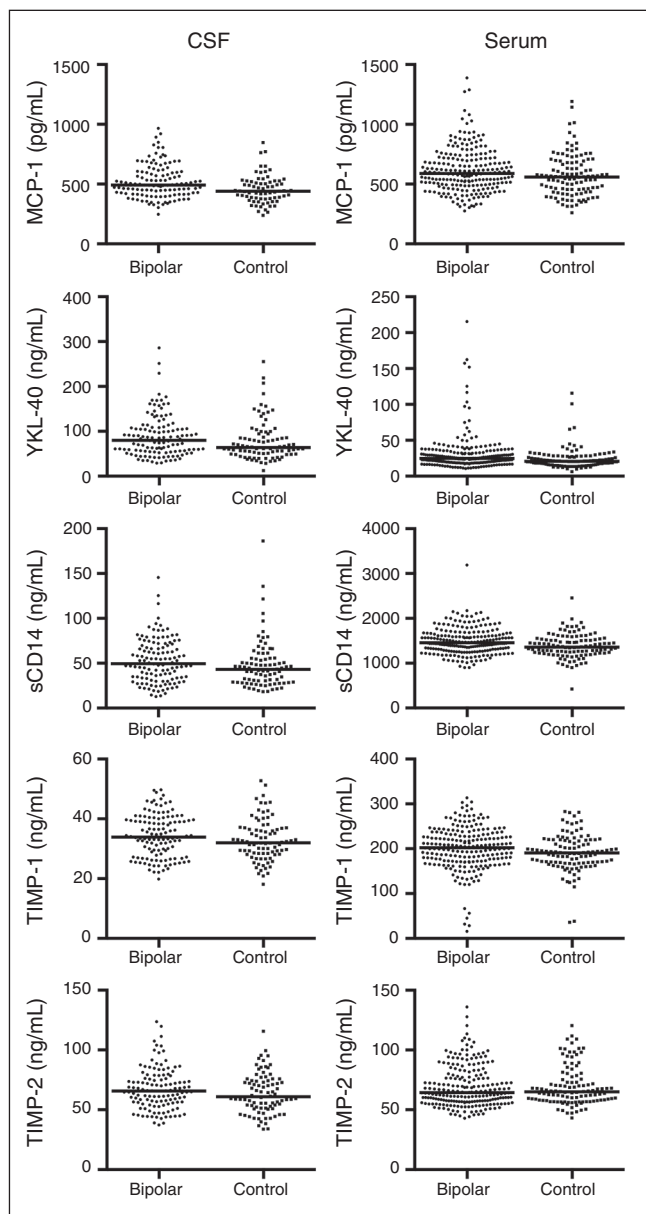 CSF
Serum
MCP-1 (pg/mL)
1500
1000
500
0
Bipolar
Control
MCP-1 (pg/mL)
1500
1000
500
0
Bipolar
Control
YKL-40 (ng/mL)
400
300
200
100
0
Bipolar
Control
YKL-40 (ng/mL)
250
200
150
100
50
0
Bipolar
Control
sCD14 (ng/mL)
200
150
100
50
0
Bipolar
Control
sCD14 (ng/mL)
4000
3000
2000
1000
0
Bipolar
Control
TIMP-1 (ng/mL)
60
40
20
0
Bipolar
Control
TIMP-1 (ng/mL)
400
300
200
100
0
Bipolar
Control
TIMP-2 (ng/mL)
150
100
50
0
Bipolar
Control
TIMP-2 (ng/mL)
150
100
50
0
Bipolar
Control